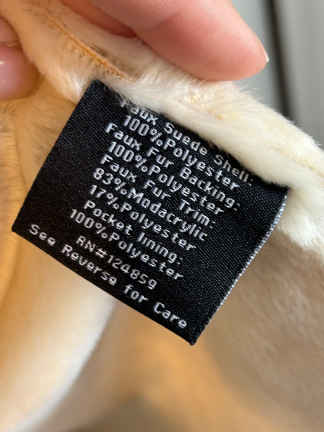 Faux Suede Shell:
100%Polyester
Faux Fur Backing:
100%Polyester
Faux Fur Trim:
83%Modacrylic
17%Polyester
Pocket lining:
100%Polyester
RN#124859
See Reverse for Care